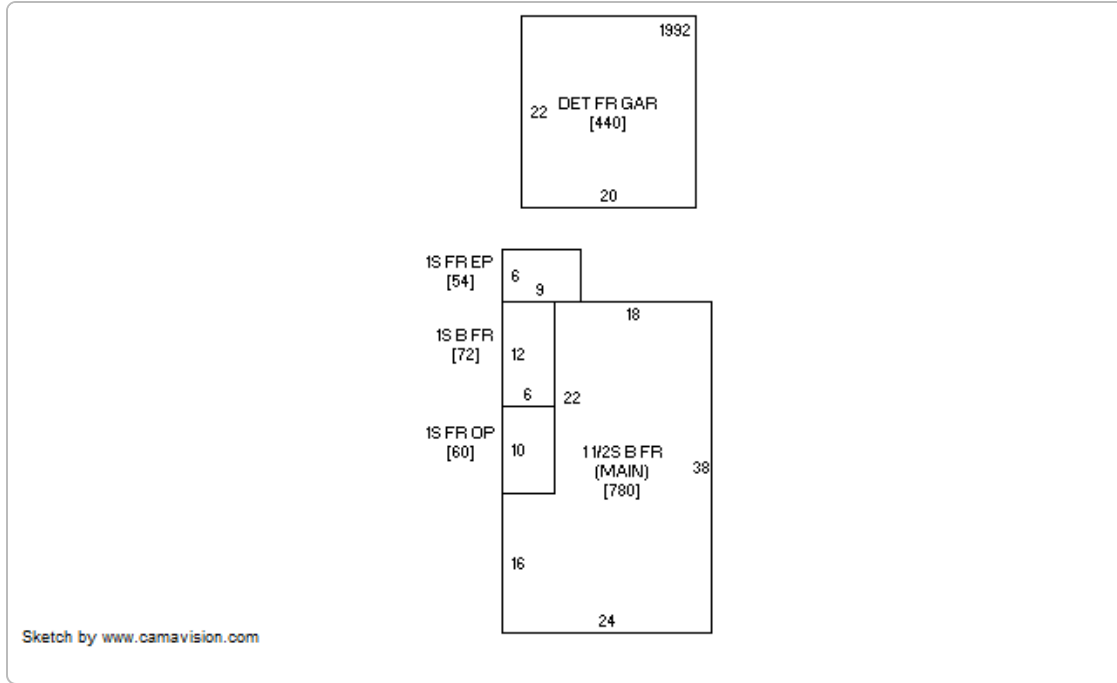 1992
22
DET FR GAR
[440]
20
1S FR EP
[54]
6
9
18
1S B FR
[72]
12
6
22
1S FR OP
[60]
10
1 1/2S B FR
(MAIN)
[780]
38
16
24
Sketch by www.camavision.com